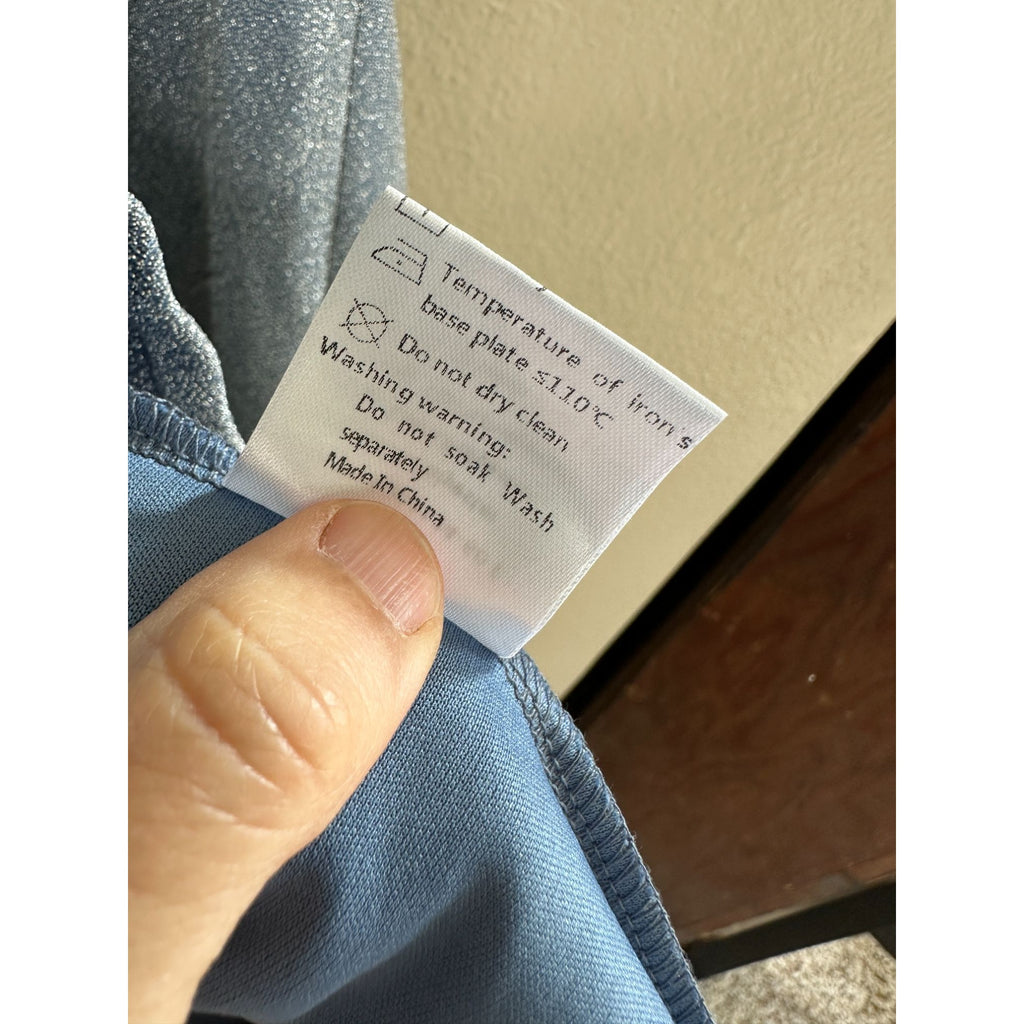 Temperature of iron's
base plate ≤110℃
Do not dry clean
Washing warning:
Do not soak Wash
separately
Made In China